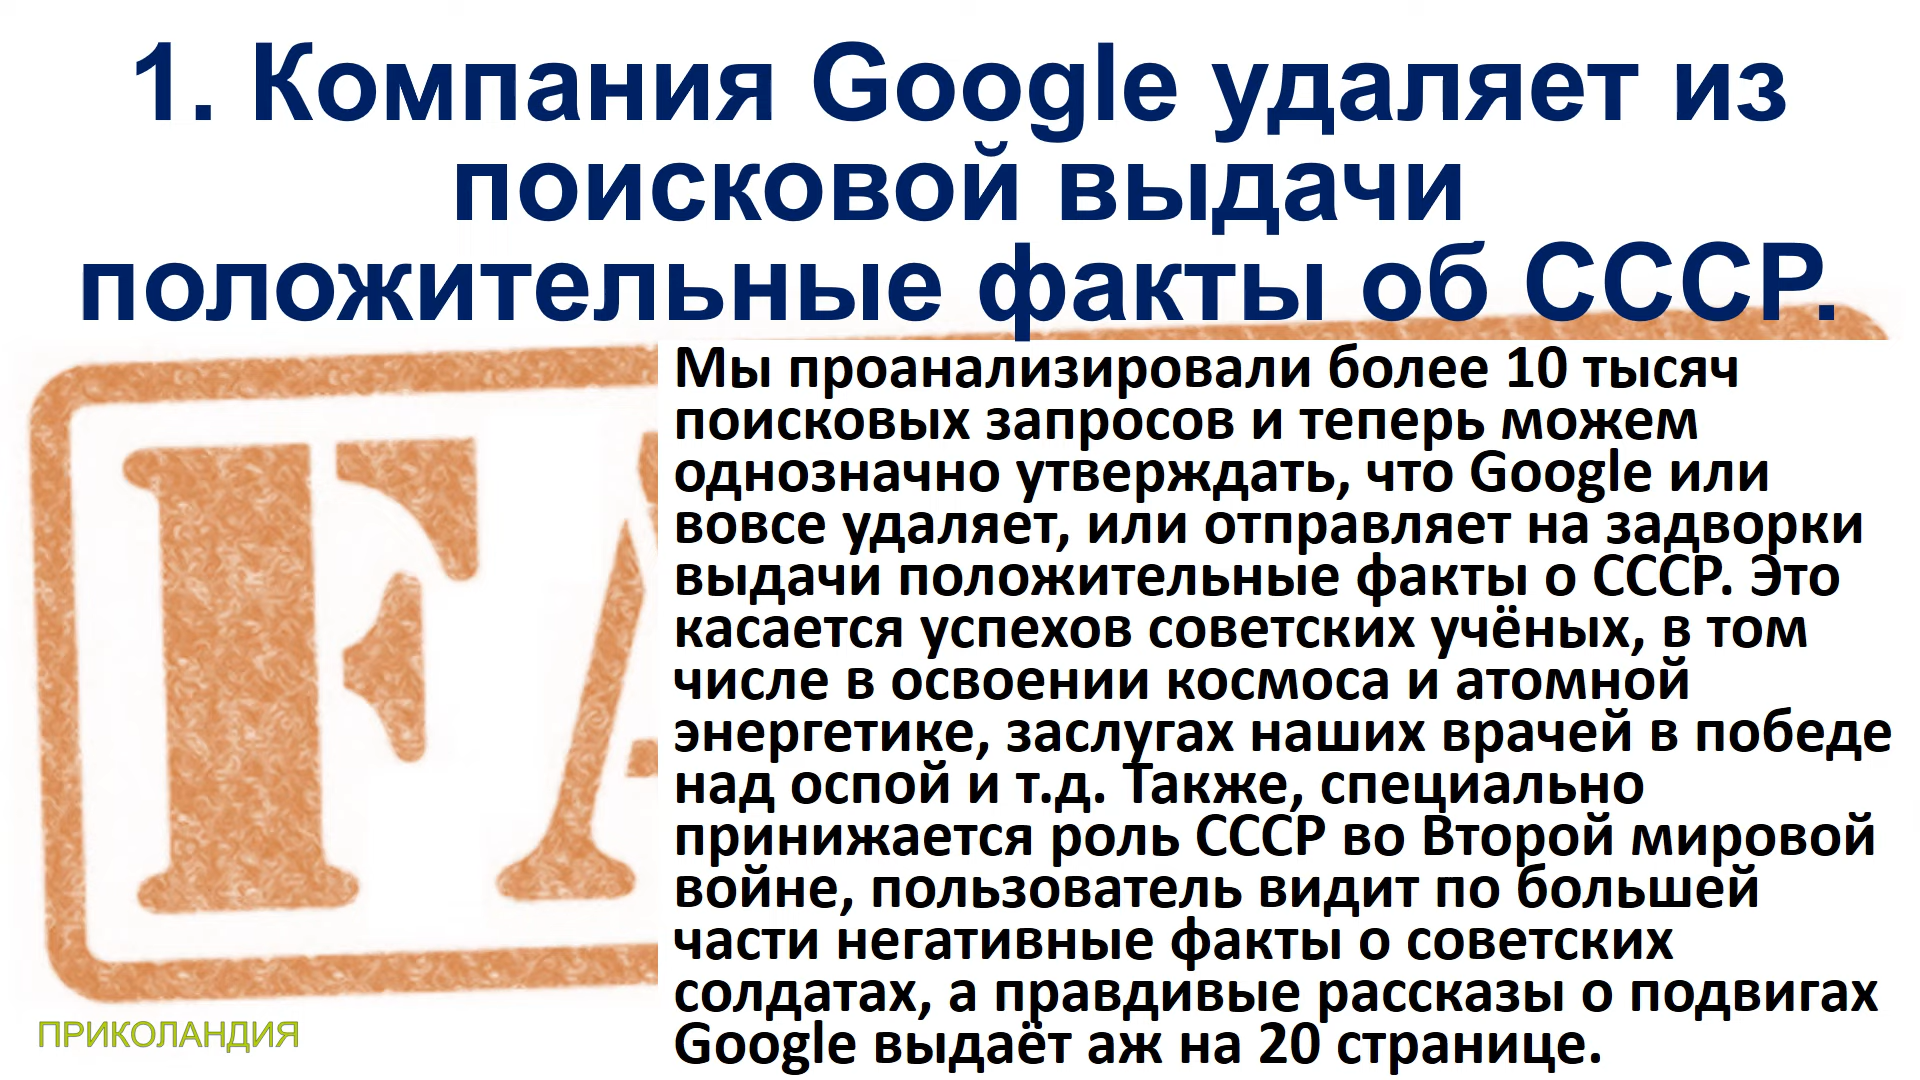 1. Компания Google удаляет из
поисковой выдачи
положительные факты об СССР.
Мы проанализировали более 10 тысяч
поисковых запросов и теперь можем
однозначно утверждать, что Google или
вовсе удаляет, или отправляет на задворки
выдачи положительные факты о СССР. Это
касается успехов советских учёных, в том
числе в освоении космоса и атомной
энергетике, заслугах наших врачей в победе
над оспой и т.д. Также, специально
принижается роль СССР во Второй мировой
войне, пользователь видит по большей
части негативные факты о советских
солдатах, а правдивые рассказы о подвигах
Google выдаёт аж на 20 странице.
FA
ПРИКОЛАНДИЯ